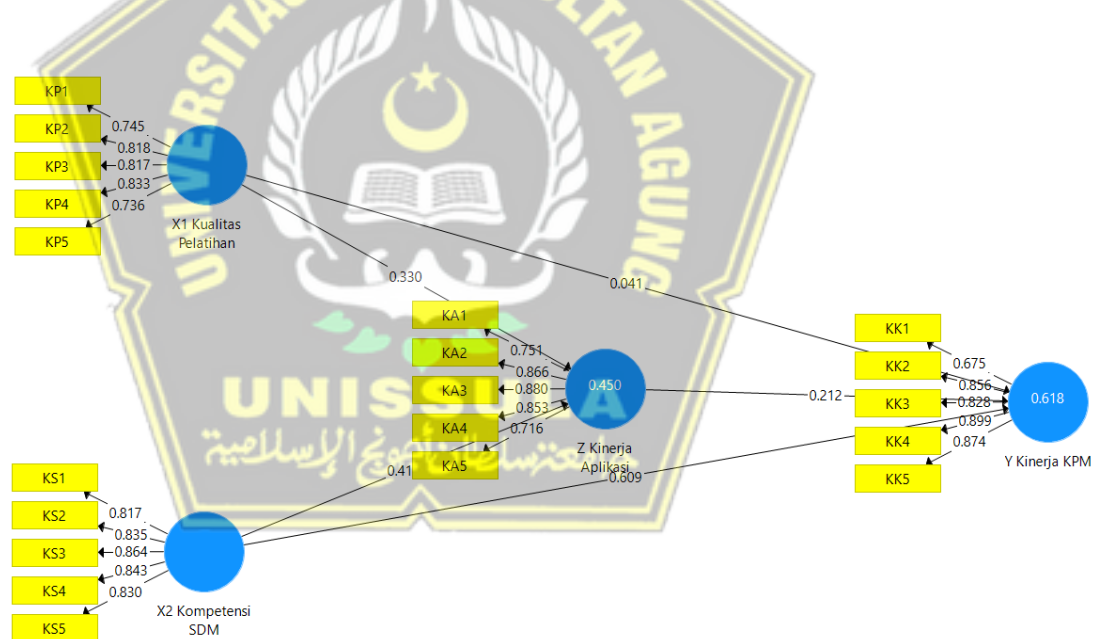 UNIVERSITAS
SULTAN AGUNG
KP1
KP2
KP3
KP4
KP5
0.745
0.818
0.817
0.833
0.736
X1 Kualitas
Pelatihan
0.330
0.041
KA1
KA2
KA3
KA4
KA5
0.751
0.866
0.880
0.853
0.716
0.450
Z Kinerja
Aplikasi
0.212
0.609
0.41
KK1
KK2
KK3
KK4
KK5
0.675
0.856
0.828
0.899
0.874
0.618
Y Kinerja KPM
UNISSULA
KS1
KS2
KS3
KS4
KS5
0.817
0.835
0.864
0.843
0.830
X2 Kompetensi
SDM